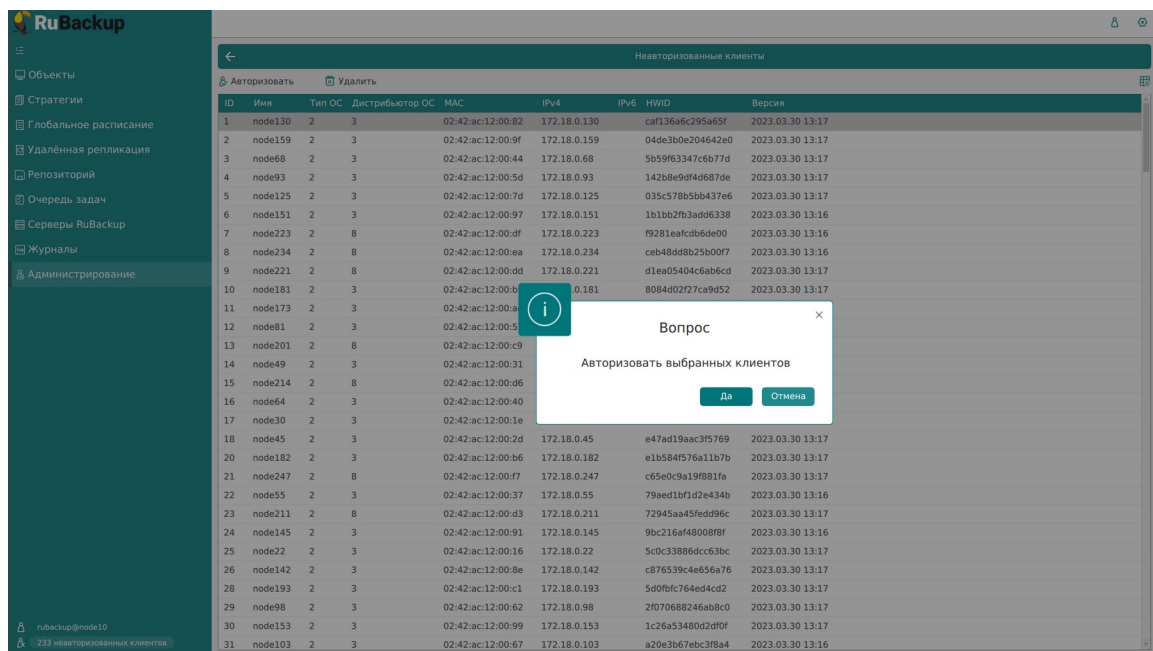 RuBackup
Неавторизованные клиенты
Объекты
Стратегии
Глобальное расписание
Удалённая репликация
Репозиторий
Очередь задач
Серверы RuBackup
Журналы
Администрирование
rubackup@node10
233 неавторизованных клиентов
Авторизовать Удалить
ID Имя Тип ОС Дистрибьютор ОС MAC IPv4 IPv6 HWID Версия
1 node130 2 3 02:42:ac:12:00:82 172.18.0.130 caf136a6c295a65f 2023.03.30 13:17
2 node159 2 3 02:42:ac:12:00:9f 172.18.0.159 04de3b0e204642e0 2023.03.30 13:17
3 node68 2 3 02:42:ac:12:00:44 172.18.0.68 5b59f63347c6b77d 2023.03.30 13:17
4 node93 2 3 02:42:ac:12:00:5d 172.18.0.93 142b8e9df4d687de 2023.03.30 13:17
5 node125 2 3 02:42:ac:12:00:7d 172.18.0.125 035c578b5bb437e6 2023.03.30 13:17
6 node151 2 3 02:42:ac:12:00:97 172.18.0.151 1b1bb2fb3add6338 2023.03.30 13:16
7 node223 2 8 02:42:ac:12:00:df 172.18.0.223 f9281eafcdb6de00 2023.03.30 13:16
8 node234 2 8 02:42:ac:12:00:ea 172.18.0.234 ceb48dd8b25b00f7 2023.03.30 13:16
9 node221 2 8 02:42:ac:12:00:dd 172.18.0.221 d1ea05404c6ab6cd 2023.03.30 13:17
10 node181 2 3 02:42:ac:12:00:b .0.181 8084d02f27ca9d52 2023.03.30 13:17
11 node173 2 3 02:42:ac:12:00:a
12 node81 2 3 02:42:ac:12:00:5
13 node201 2 8 02:42:ac:12:00:c9
14 node49 2 3 02:42:ac:12:00:31
15 node214 2 8 02:42:ac:12:00:d6
16 node64 2 3 02:42:ac:12:00:40
17 node30 2 3 02:42:ac:12:00:1e
Вопрос
Авторизовать выбранных клиентов
Да Отмена
18 node45 2 3 02:42:ac:12:00:2d 172.18.0.45 e47ad19aac3f5769 2023.03.30 13:17
20 node182 2 3 02:42:ac:12:00:b6 172.18.0.182 e1b584f576a11b7b 2023.03.30 13:17
21 node247 2 8 02:42:ac:12:00:f7 172.18.0.247 c65e0c9a19f881fa 2023.03.30 13:17
22 node55 2 3 02:42:ac:12:00:37 172.18.0.55 79aed1bf1d2e434b 2023.03.30 13:16
23 node211 2 8 02:42:ac:12:00:d3 172.18.0.211 72945aa45fedd96c 2023.03.30 13:17
24 node145 2 3 02:42:ac:12:00:91 172.18.0.145 9bc216af48008f8f 2023.03.30 13:16
25 node22 2 3 02:42:ac:12:00:16 172.18.0.22 5c0c33886dcc63bc 2023.03.30 13:17
26 node142 2 3 02:42:ac:12:00:8e 172.18.0.142 c876539c4e656a76 2023.03.30 13:17
28 node193 2 3 02:42:ac:12:00:c1 172.18.0.193 5d0fbfc764ed4cd2 2023.03.30 13:17
29 node98 2 3 02:42:ac:12:00:62 172.18.0.98 2f070688246ab8c0 2023.03.30 13:17
30 node153 2 3 02:42:ac:12:00:99 172.18.0.153 1c26a53480d2df0f 2023.03.30 13:17
31 node103 2 3 02:42:ac:12:00:67 172.18.0.103 a20e3b67ebc3f8a4 2023.03.30 13:16